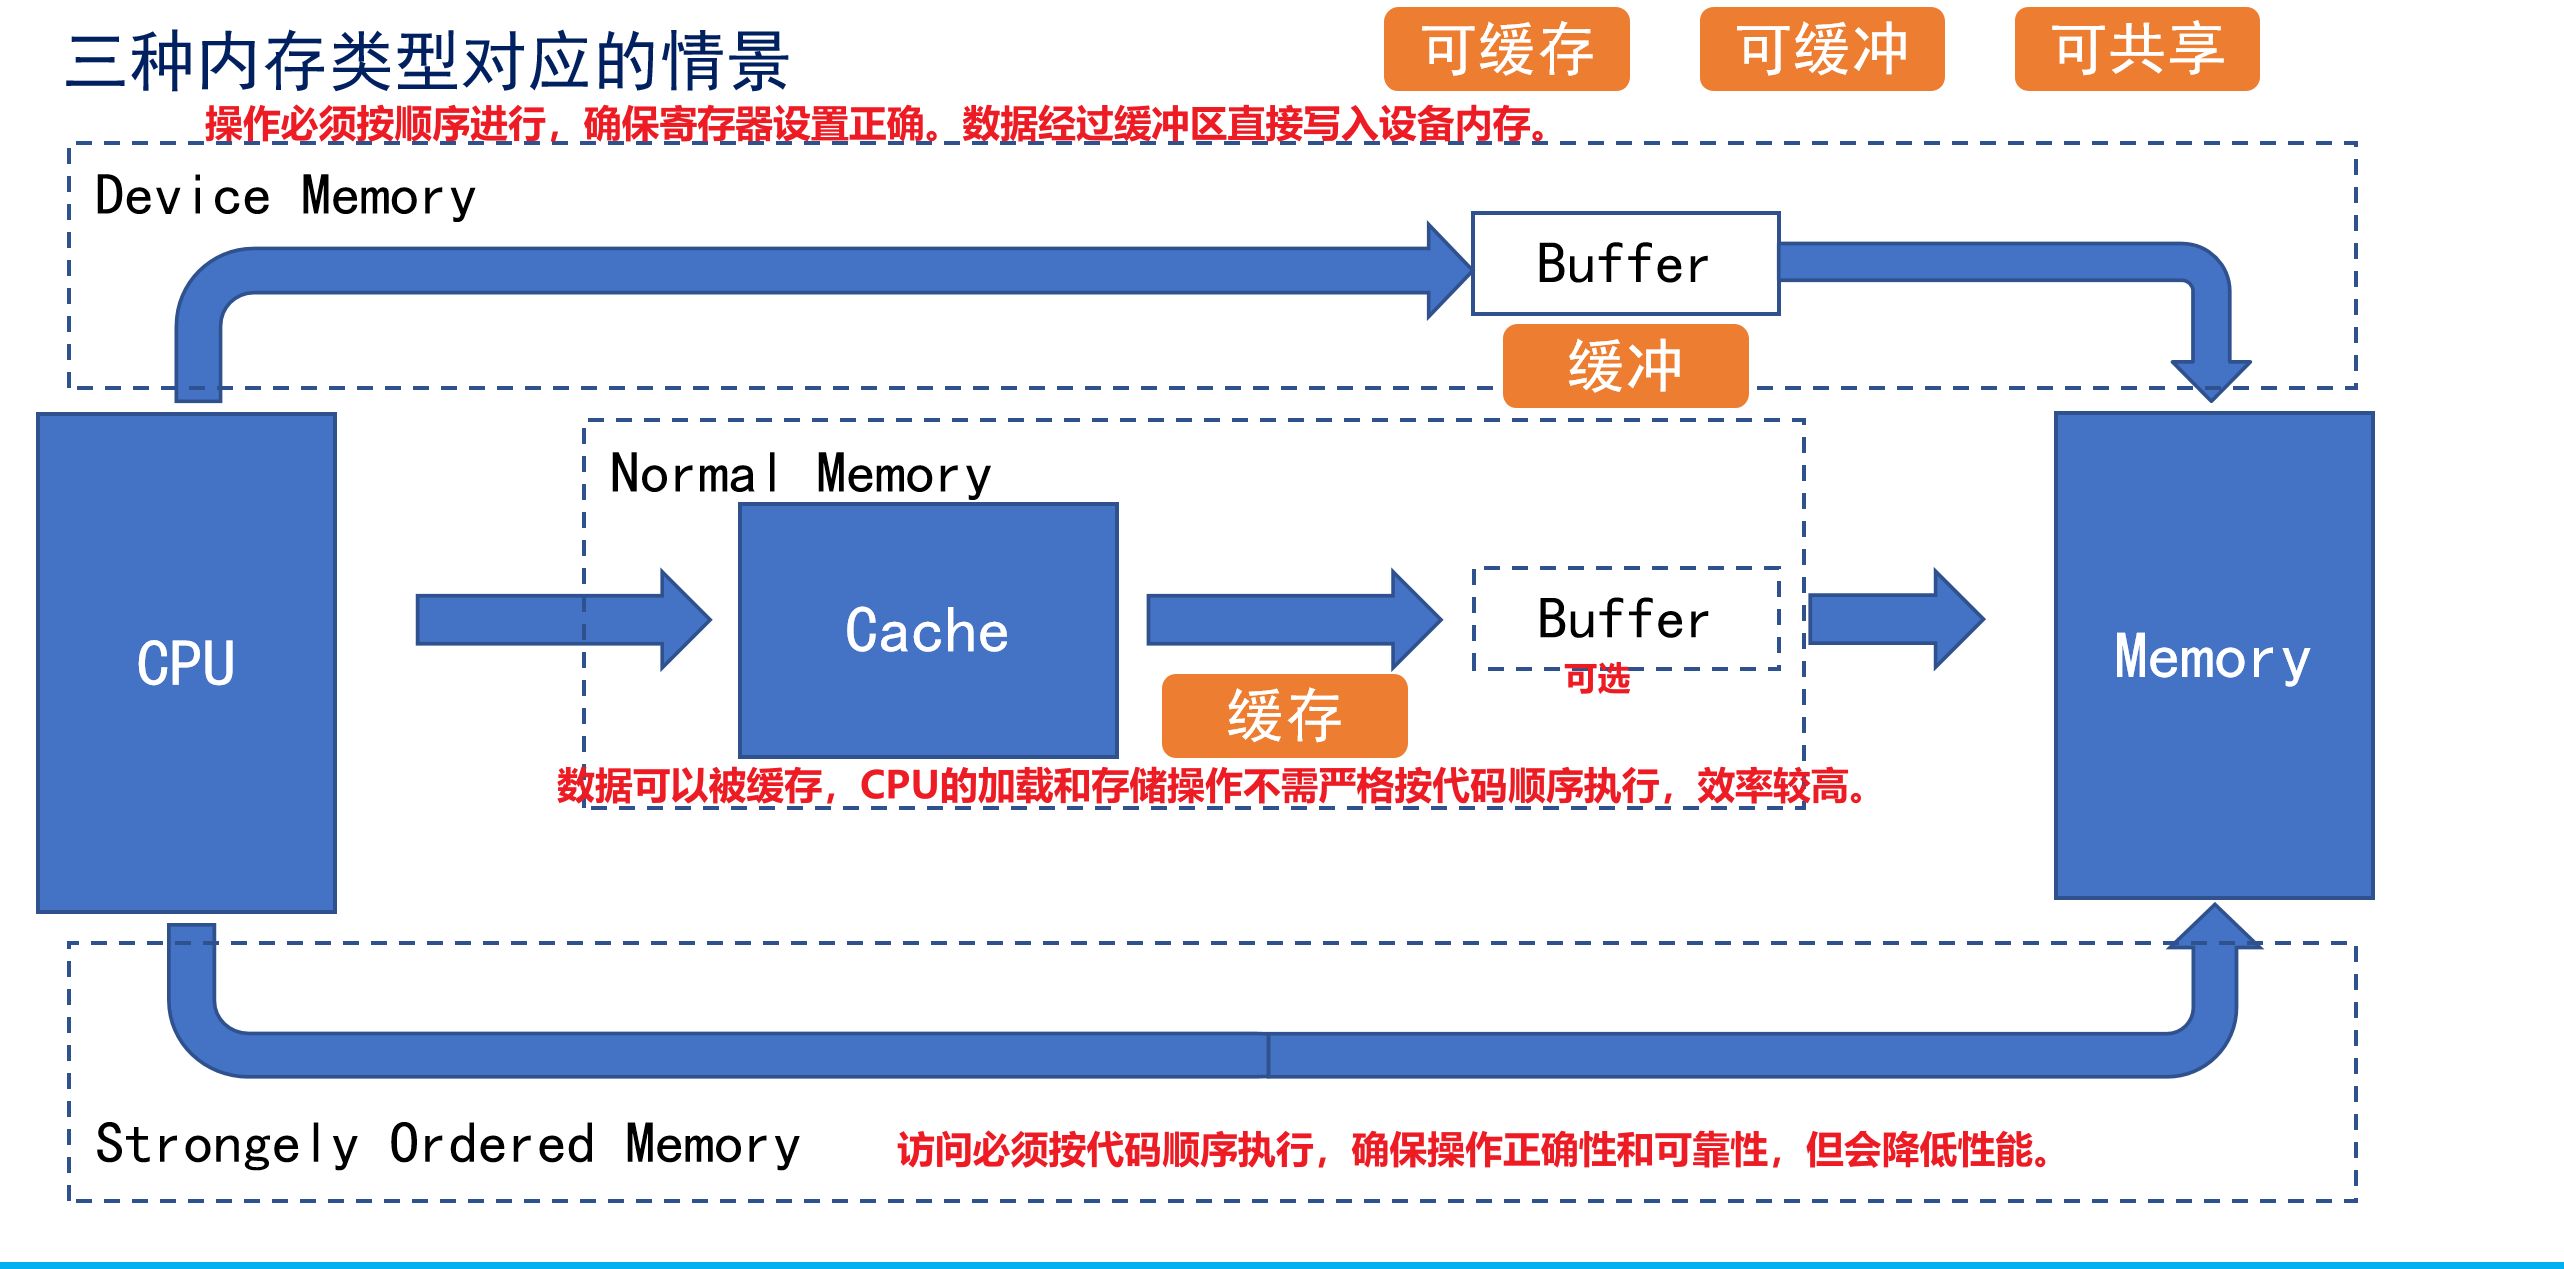 三种内存类型对应的情景
可缓存
可缓冲
可共享
操作必须按顺序进行，确保寄存器设置正确。数据经过缓冲区直接写入设备内存。
Device Memory
Buffer
缓冲
Normal Memory
CPU
Cache
Buffer
可选
Memory
缓存
数据可以被缓存，CPU的加载和存储操作不需严格按代码顺序执行，效率较高。
Strongely Ordered Memory
访问必须按代码顺序执行，确保操作正确性和可靠性，但会降低性能。